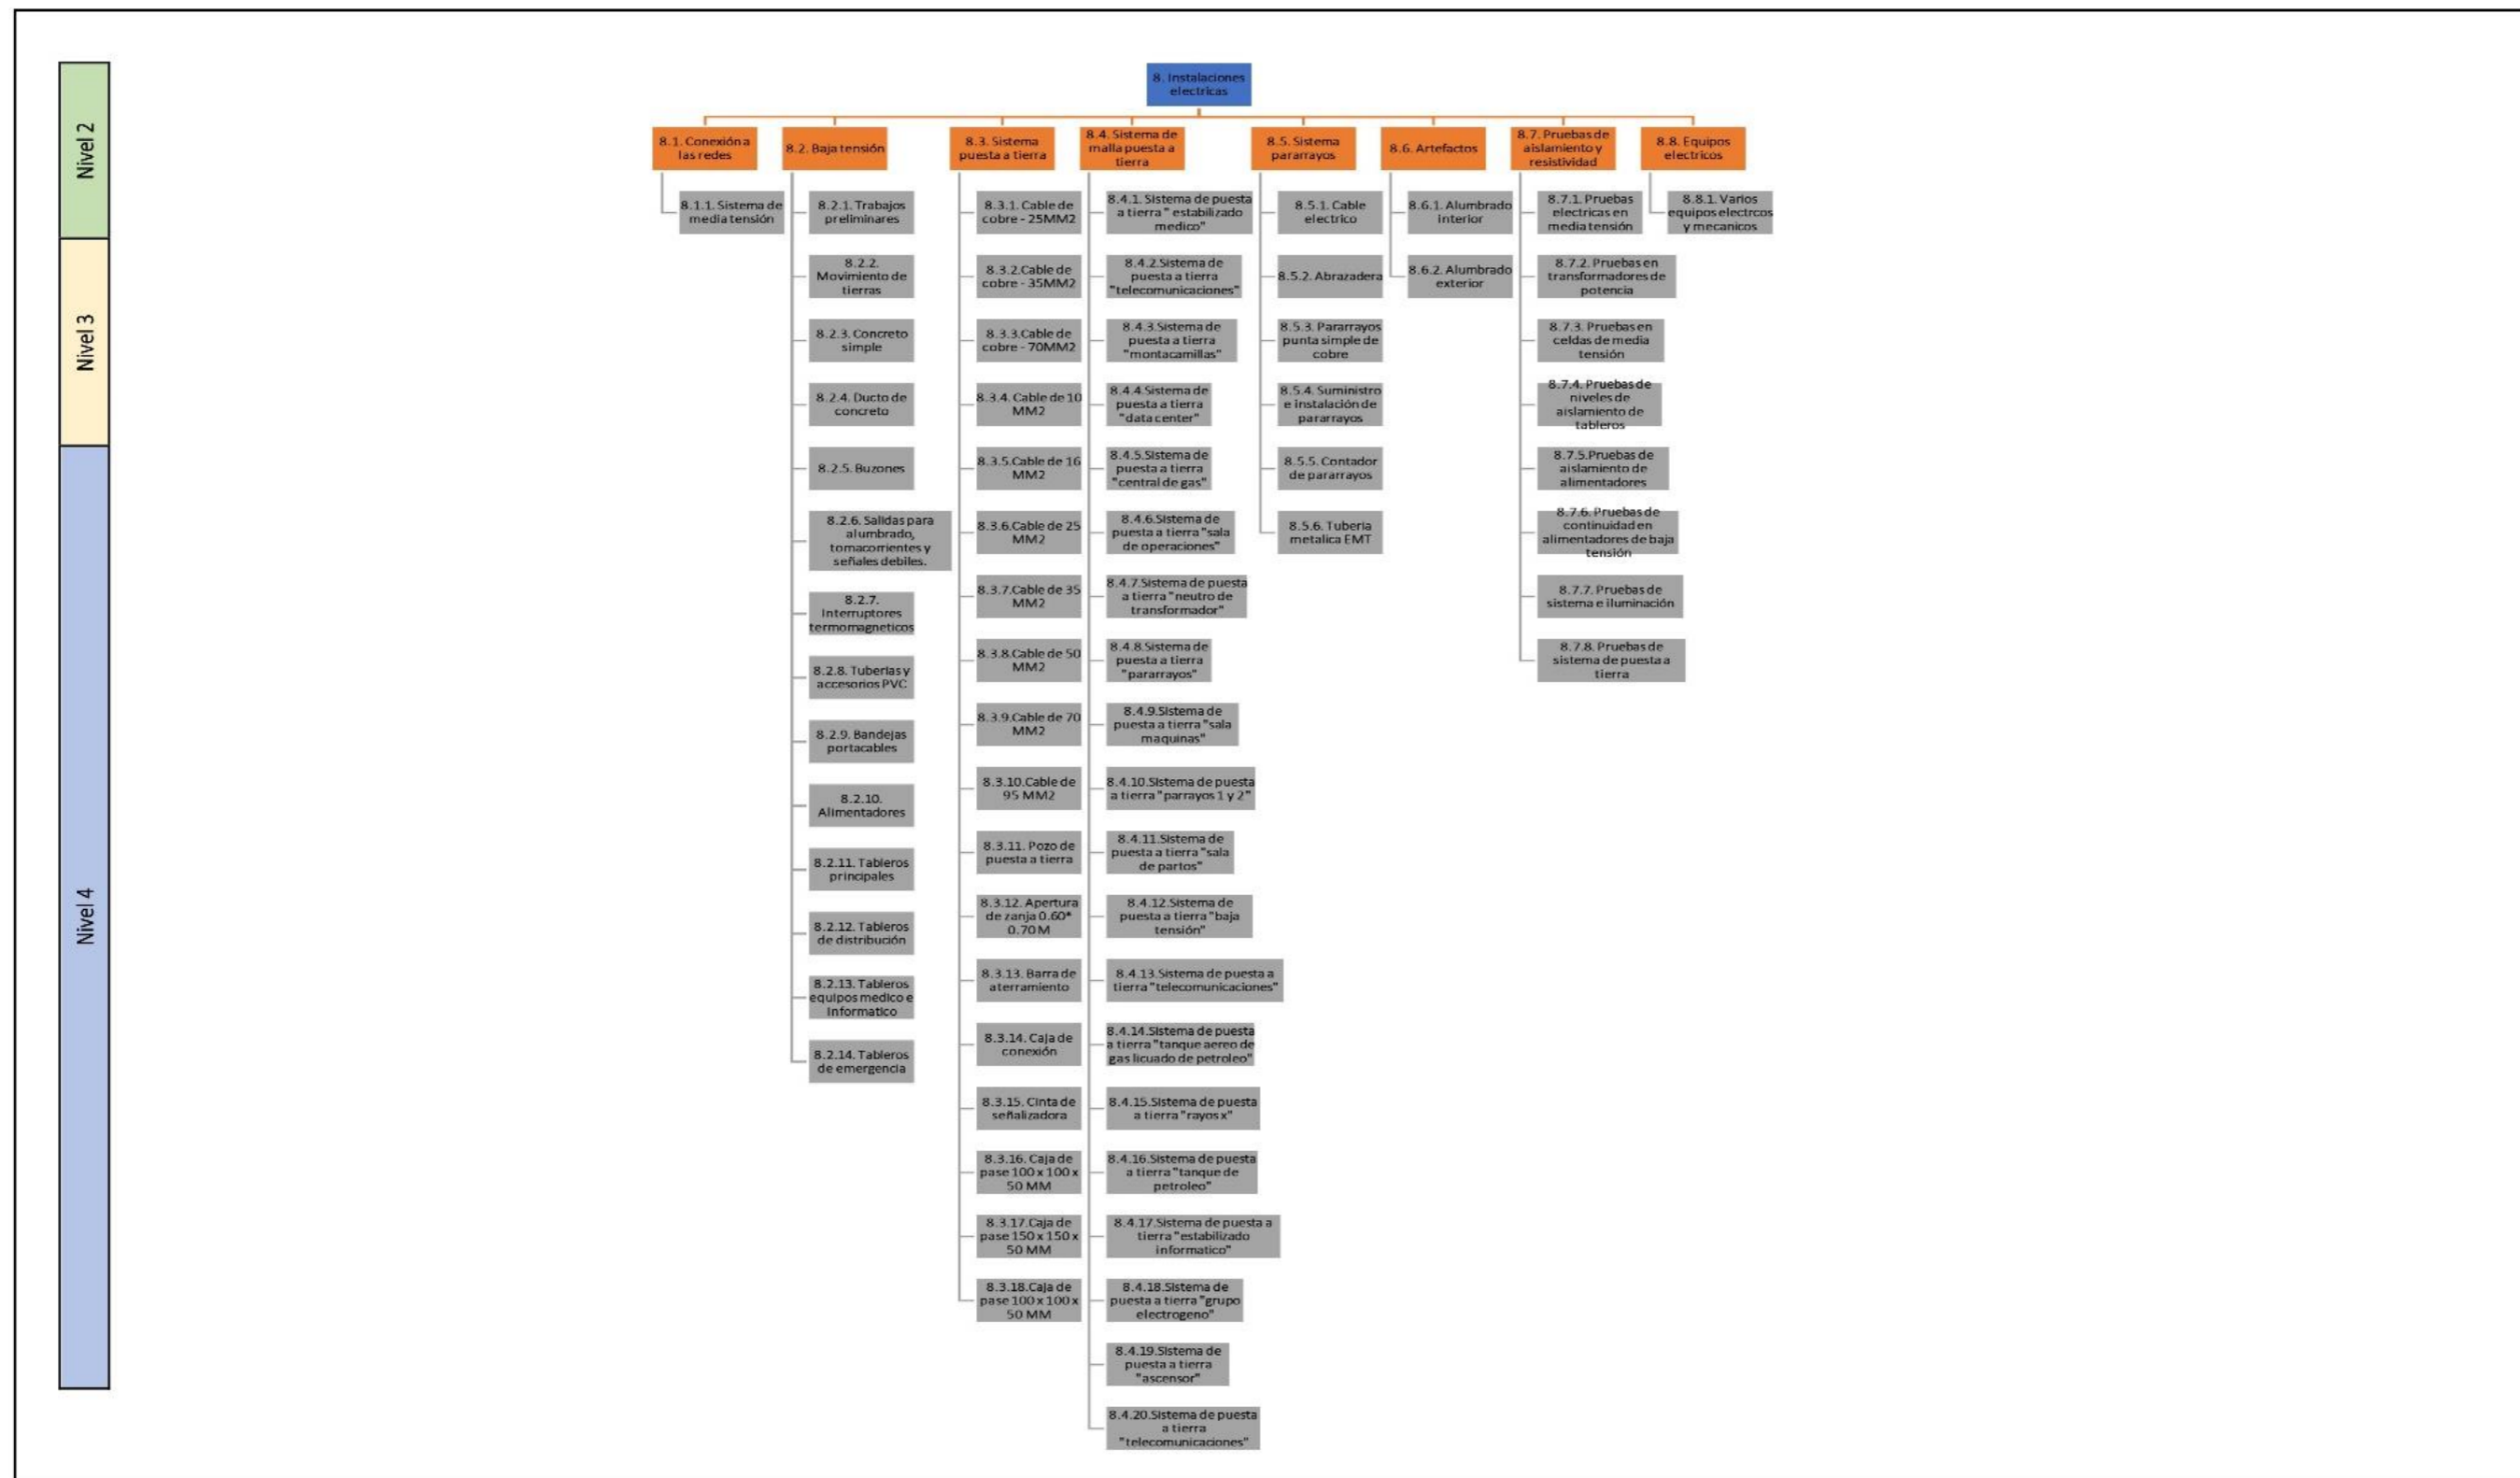 Nivel 2
Nivel 3
Nivel 4
8. Instalaciones
electricas
8.1. Conexión a
las redes
8.1.1. Sistema de
media tensión
8.2. Baja tensión
8.2.1. Trabajos
preliminares
8.2.2.
Movimiento de
tierras
8.2.3. Concreto
simple
8.2.4. Ducto de
concreto
8.2.5. Buzones
8.2.6. Salidas para
alumbrado,
tomacorrientes y
señales debiles.
8.2.7.
Interruptores
termomagneticos
8.2.8. Tuberias y
accesorios PVC
8.2.9. Bandejas
portacables
8.2.10.
Alimentadores
8.2.11. Tableros
principales
8.2.12. Tableros
de distribución
8.2.13. Tableros
equipos medico e
informatico
8.2.14. Tableros
de emergencia
8.3. Sistema
puesta a tierra
8.3.1. Cable de
cobre - 25MM2
8.3.2.Cable de
cobre - 35MM2
8.3.3.Cable de
cobre - 70MM2
8.3.4. Cable de 10
MM2
8.3.5.Cable de 16
MM2
8.3.6.Cable de 25
MM2
8.3.7.Cable de 35
MM2
8.3.8.Cable de 50
MM2
8.3.9.Cable de 70
MM2
8.3.10.Cable de
95 MM2
8.3.11. Pozo de
puesta a tierra
8.3.12. Apertura
de zanja 0.60*
0.70 M
8.3.13. Barra de
aterramiento
8.3.14. Caja de
conexión
8.3.15. Cinta de
señalizadora
8.3.16. Caja de
pase 100 x 100 x
50 MM
8.3.17.Caja de
pase 150 x 150 x
50 MM
8.3.18.Caja de
pase 100 x 100 x
50 MM
8.4. Sistema de
malla puesta a
tierra
8.4.1. Sistema de puesta
a tierra " estabilizado
medico"
8.4.2.Sistema de
puesta a tierra
"telecomunicaciones"
8.4.3.Sistema de
puesta a tierra
"montacamillas"
8.4.4.Sistema de
puesta a tierra
"data center"
8.4.5.Sistema de
puesta a tierra
"central de gas"
8.4.6.Sistema de
puesta a tierra "sala
de operaciones"
8.4.7.Sistema de puesta
a tierra "neutro de
transformador"
8.4.8.Sistema de
puesta a tierra
"pararrayos"
8.4.9.Sistema de
puesta a tierra "sala
maquinas"
8.4.10.Sistema de puesta
a tierra "parrayos 1 y 2"
8.4.11.Sistema de
puesta a tierra "sala
de partos"
8.4.12.Sistema de
puesta a tierra "baja
tensión"
8.4.13.Sistema de puesta a
tierra "telecomunicaciones"
8.4.14.Sistema de puesta
a tierra "tanque aereo de
gas licuado de petroleo"
8.4.15.Sistema de puesta
a tierra "rayos x"
8.4.16.Sistema de puesta
a tierra "tanque de
petroleo"
8.4.17.Sistema de puesta a
tierra "estabilizado
informatico"
8.4.18.Sistema de
puesta a tierra "grupo
electrogeno"
8.4.19.Sistema de
puesta a tierra
"ascensor"
8.4.20.Sistema de puesta
a tierra
"telecomunicaciones"
8.5. Sistema
pararrayos
8.5.1. Cable
electrico
8.5.2. Abrazadera
8.5.3. Pararrayos
punta simple de
cobre
8.5.4. Suministro
e instalación de
pararrayos
8.5.5. Contador
de pararrayos
8.5.6. Tuberia
metalica EMT
8.6. Artefactos
8.6.1. Alumbrado
interior
8.6.2. Alumbrado
exterior
8.7. Pruebas de
aislamiento y
resistividad
8.7.1. Pruebas
electricas en
media tensión
8.7.2. Pruebas en
transformadores de
potencia
8.7.3. Pruebas en
celdas de media
tensión
8.7.4. Pruebas de
niveles de
aislamiento de
tableros
8.7.5.Pruebas de
aislamiento de
alimentadores
8.7.6. Pruebas de
continuidad en
alimentadores de baja
tensión
8.7.7. Pruebas de
sistema e iluminación
8.7.8. Pruebas de
sistema de puesta a
tierra
8.8. Equipos
electricos
8.8.1. Varios
equipos electrcos
y mecanicos